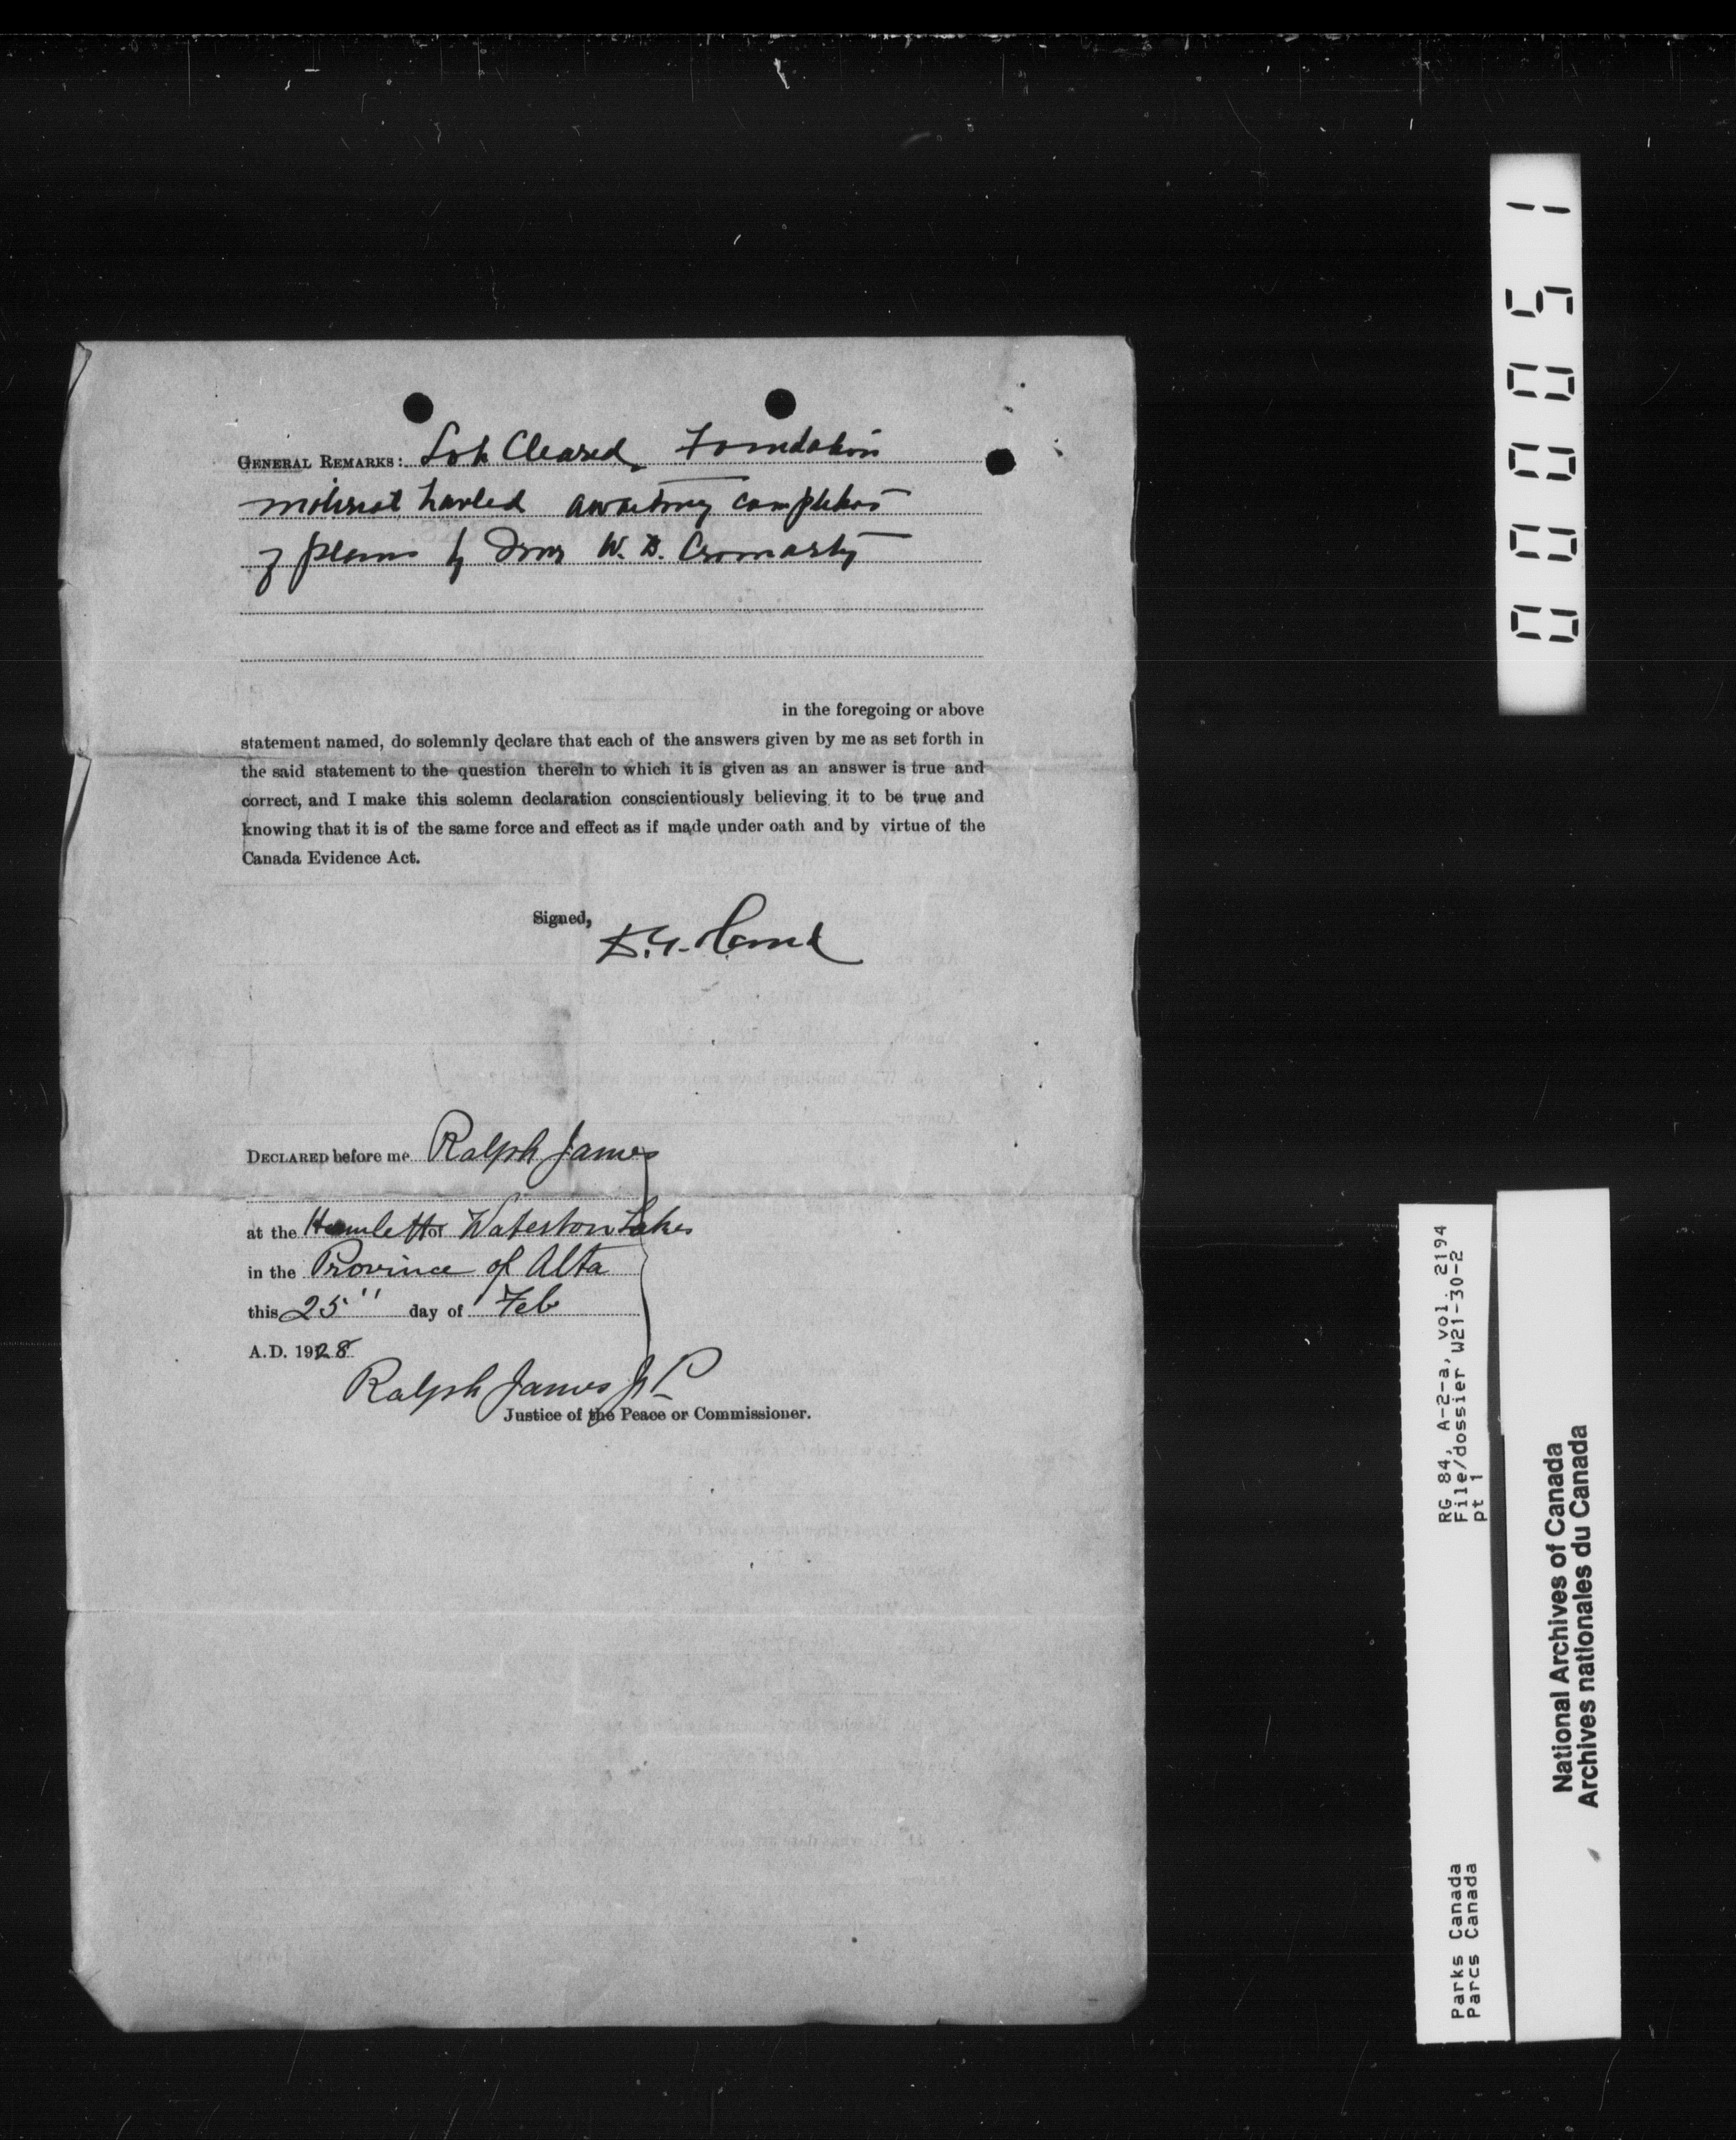 GENERAL REMARKS: Lot Cleared. Foundation
material hauled awaiting completion
of plans by W. D. Cromarty
in the foregoing or above
statement named, do solemnly declare that each of the answers given by me as set forth in
the said statement to the question therein to which it is given as an answer is true and
correct, and I make this solemn declaration conscientiously believing it to be true and
knowing that it is of the same force and effect as if made under oath and by virtue of the
Canada Evidence Act.
Signed,
DECLARED before me Ralph James
at the Hamlett of Waterton Lakes
in the Province of Alta
this 25" day of Feb
A.D. 1928
Ralph James J P
Justice of the Peace or Commissioner.
000051
RG 84, A-2-a, vol. 2194
File/dossier W21-30-2
pt 1
Parks Canada
Parcs Canada
National Archives of Canada
Archives nationales du Canada